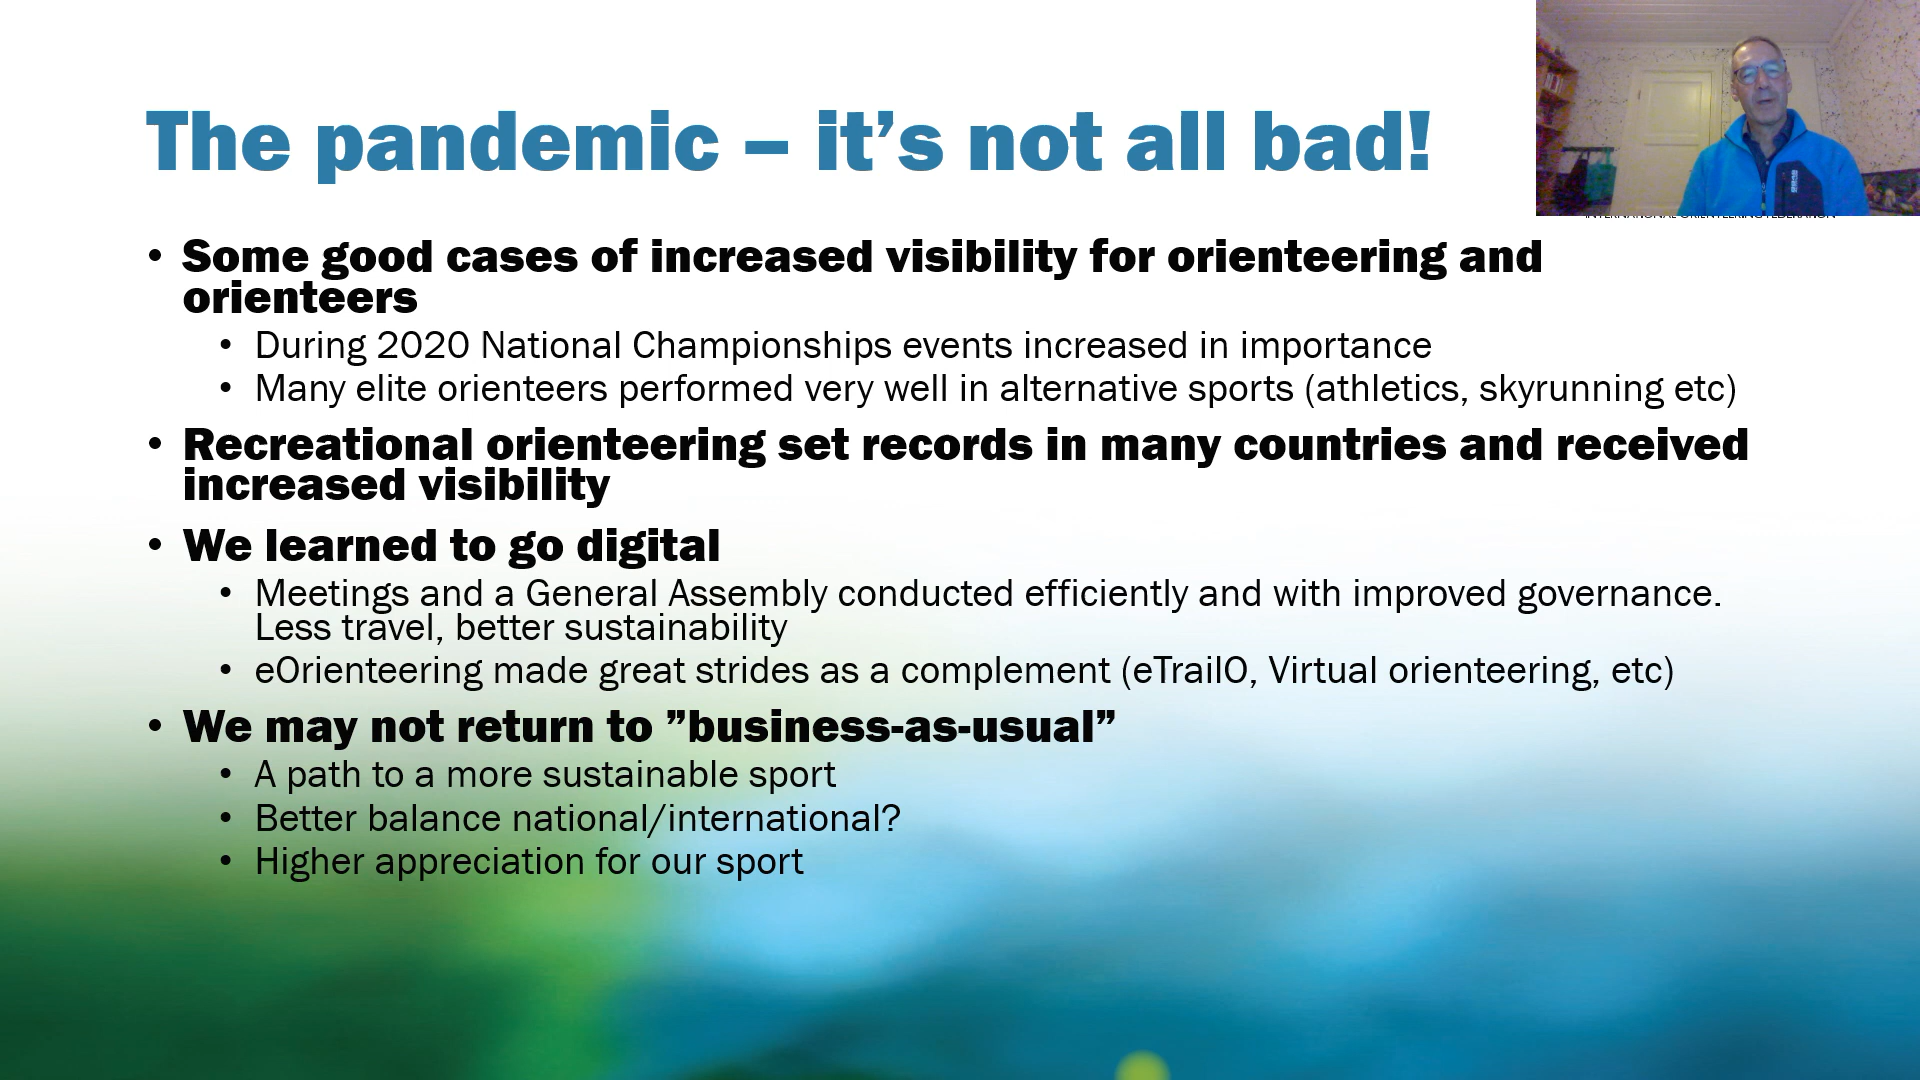 The pandemic – it’s not all bad!
INTERNATIONAL ORIENTEERING FEDERATION
• Some good cases of increased visibility for orienteering and
orienteers
• During 2020 National Championships events increased in importance
• Many elite orienteers performed very well in alternative sports (athletics, skyrunning etc)
• Recreational orienteering set records in many countries and received
increased visibility
• We learned to go digital
• Meetings and a General Assembly conducted efficiently and with improved governance.
Less travel, better sustainability
• eOrienteering made great strides as a complement (eTrailO, Virtual orienteering, etc)
• We may not return to ”business-as-usual”
• A path to a more sustainable sport
• Better balance national/international?
• Higher appreciation for our sport